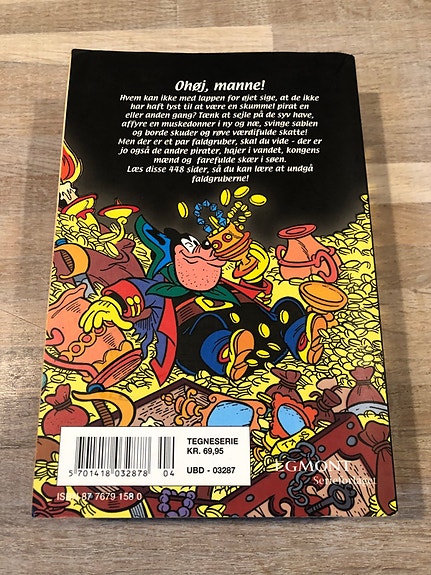 Ohøj, manne!
Hvem kan ikke med lappen for øjet sige, at de ikke
har haft lyst til at være en skummel pirat en
eller anden gang? Tænk at sejle på de syv have,
affyre en muskedonner i ny og næ, svinge sablen
og borde skuder og røve værdifulde skatte!
Men der er et par faldgruber, skal du vide - der er
jo også de andre pirater, hajer i vandet, kongens
mænd og farefulde skær i søen.
Læs disse 448 sider, så du kan lære at undgå
faldgruberne!
TEGNESERIE
KR. 69,95
UBD - 03287
5 701418 032878 04
EGMONT
Serieforlaget
87 7679 158 0